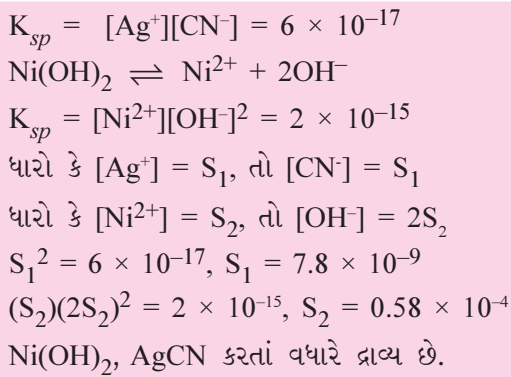 K_sp = [Ag⁺][CN⁻] = 6 × 10⁻¹⁷
Ni(OH)₂ ⇌ Ni²⁺ + 2OH⁻
K_sp = [Ni²⁺][OH⁻]² = 2 × 10⁻¹⁵
ધારો કે [Ag⁺] = S₁, તો [CN⁻] = S₁
ધારો કે [Ni²⁺] = S₂, તો [OH⁻] = 2S₂
S₁² = 6 × 10⁻¹⁷, S₁ = 7.8 × 10⁻⁹
(S₂)(2S₂)² = 2 × 10⁻¹⁵, S₂ = 0.58 × 10⁻⁴
Ni(OH)₂, AgCN કરતાં વધારે દ્રાવ્ય છે.